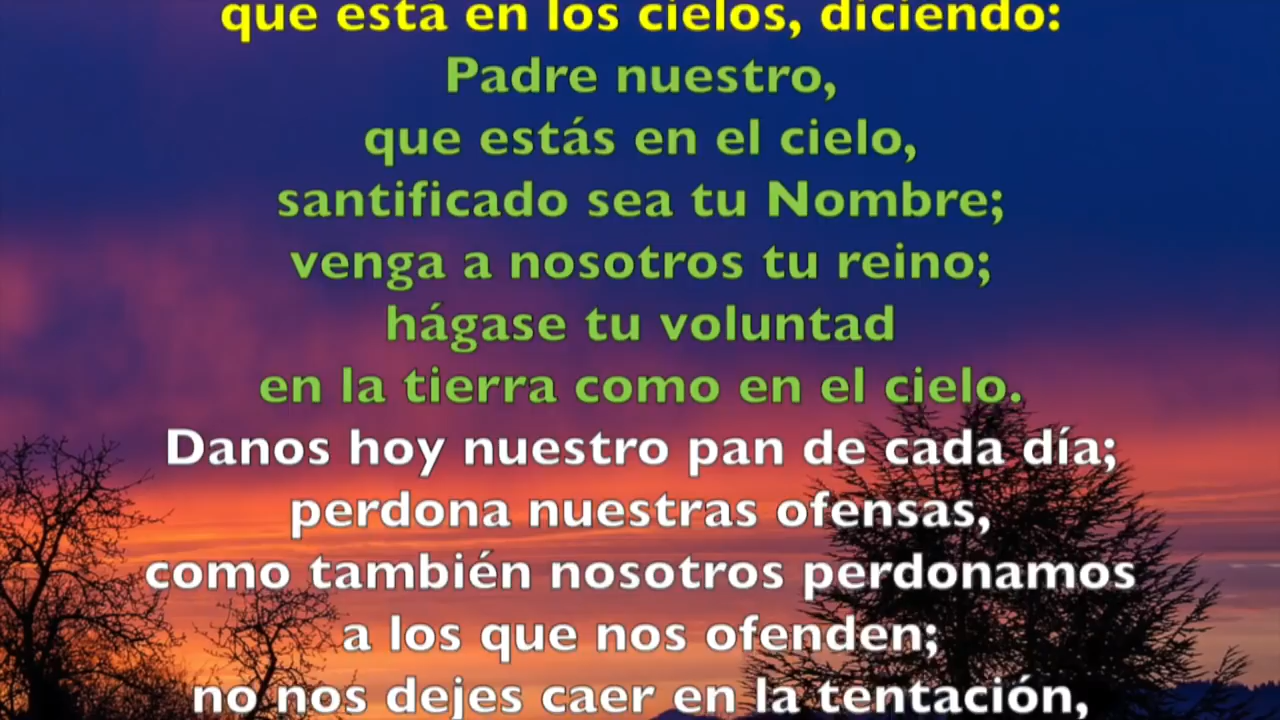 que está en los cielos, diciendo:
Padre nuestro,
que estás en el cielo,
santificado sea tu Nombre;
venga a nosotros tu reino;
hágase tu voluntad
en la tierra como en el cielo.
Danos hoy nuestro pan de cada día;
perdona nuestras ofensas,
como también nosotros perdonamos
a los que nos ofenden;
no nos dejes caer en la tentación,